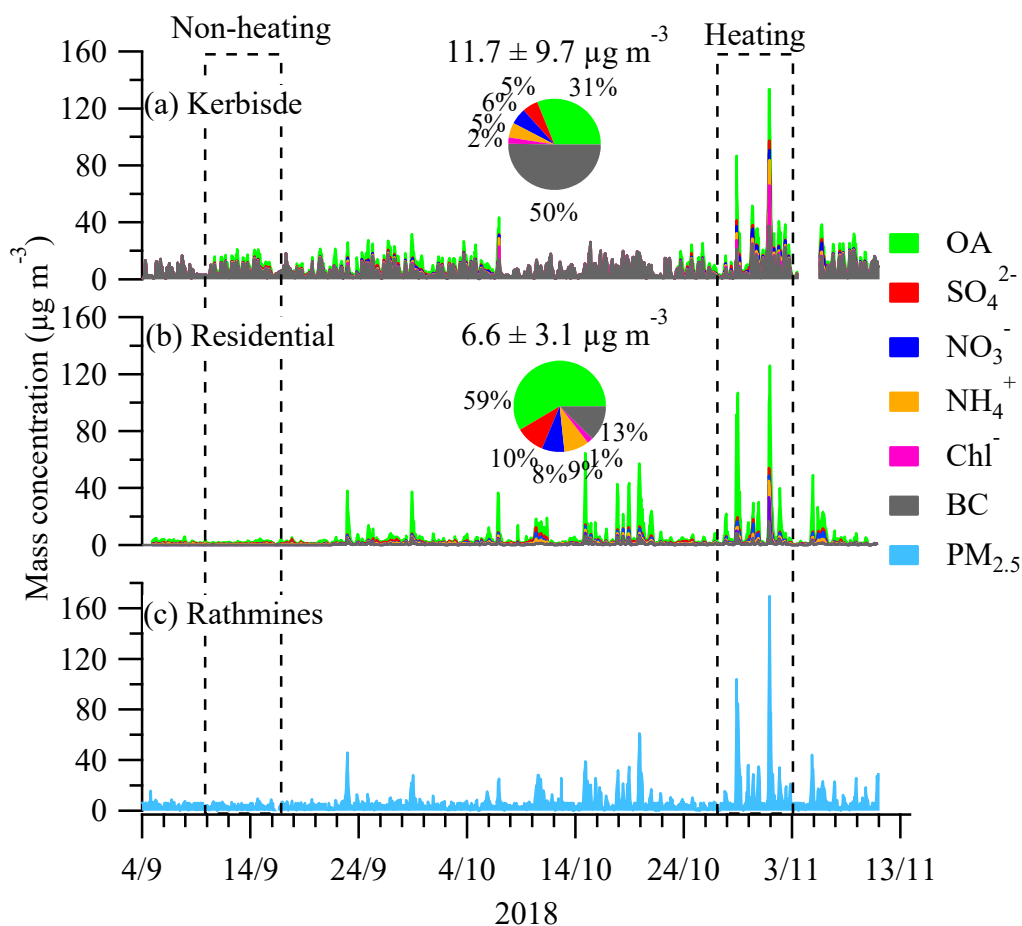 Non-heating
Heating
160
120
80
40
0
(a) Kerbisde
11.7 ± 9.7 µg m⁻³
5%
31%
6%
5%
2%
50%
160
120
80
40
0
(b) Residential
6.6 ± 3.1 µg m⁻³
59%
10%
8%
9%
1%
13%
160
120
80
40
0
(c) Rathmines
Mass concentration (µg m⁻³)
OA
SO₄²⁻
NO₃⁻
NH₄⁺
Chl⁻
BC
PM₂.₅
4/9 14/9 24/9 4/10 14/10 24/10 3/11 13/11
2018